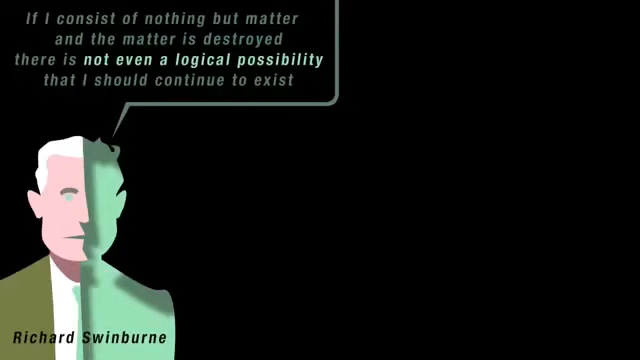 If I consist of nothing but matter
and the matter is destroyed
there is not even a logical possibility
that I should continue to exist
Richard Swinburne